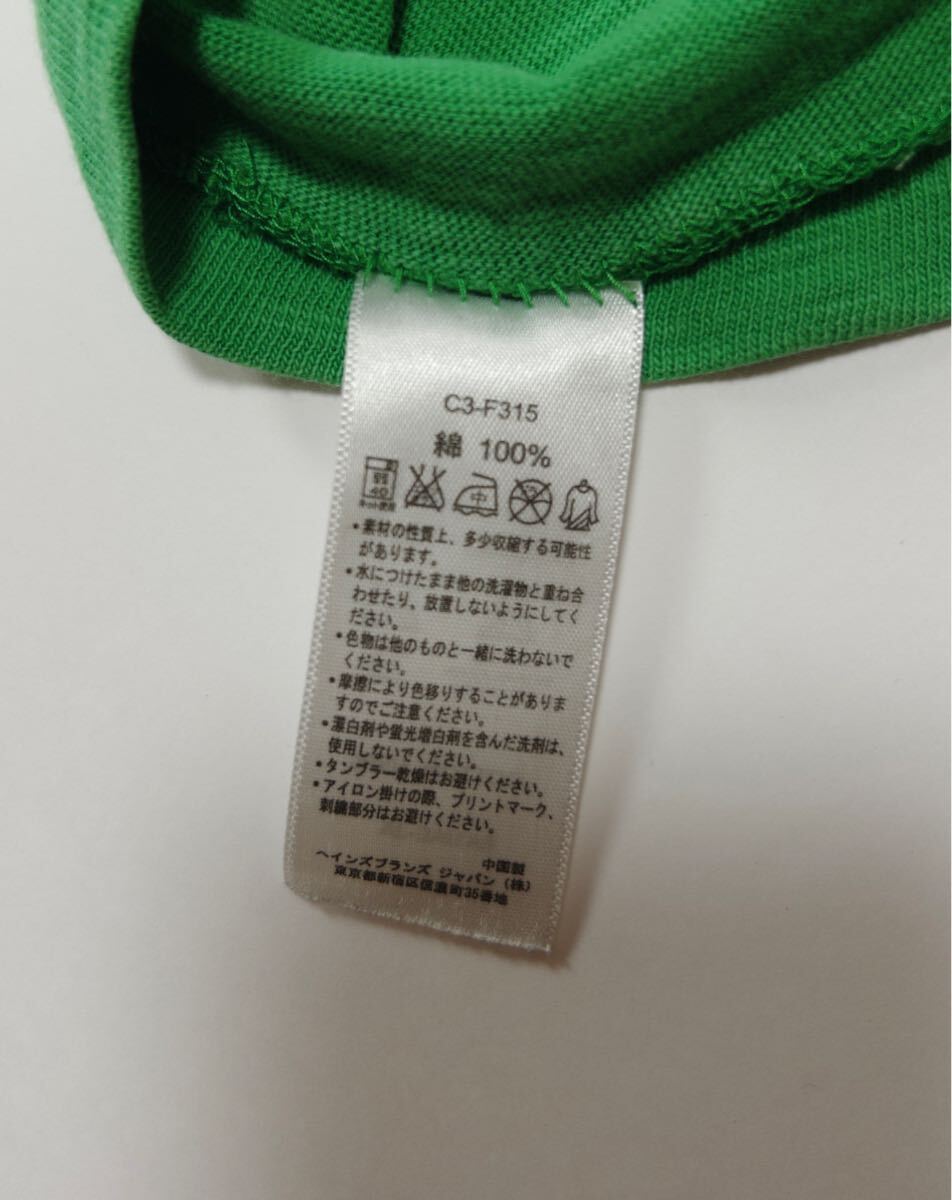 C3-F315
綿 100%
弱
40
ネット使用
中
•素材の性質上、多少収縮する可能性
があります。
•水につけたまま他の洗濯物と重ね合
わせたり、放置しないようにしてく
ださい。
•色物は他のものと一緒に洗わないで
ください。
•摩擦により色移りすることがありま
すのでご注意ください。
•漂白剤や蛍光増白剤を含んだ洗剤は、
使用しないでください。
•タンブラー乾燥はお避けください。
•アイロン掛けの際、プリントマーク、
刺繍部分はお避けください。
中国製
ヘインズブランズ ジャパン (株)
東京都新宿区信濃町35番地